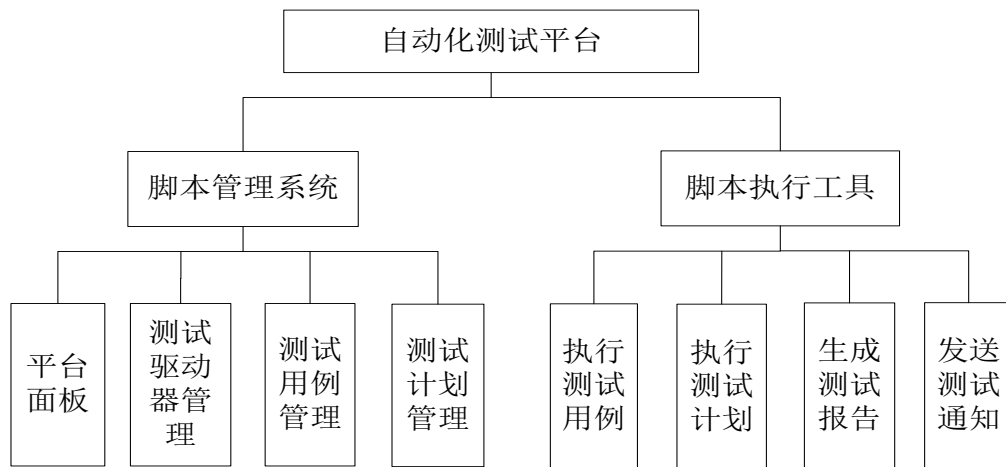 自动化测试平台
脚本管理系统
脚本执行工具
平台
面板
测试
驱动
器管
理
测试
用例
管理
测试
计划
管理
执行
测试
用例
执行
测试
计划
生成
测试
报告
发送
测试
通知